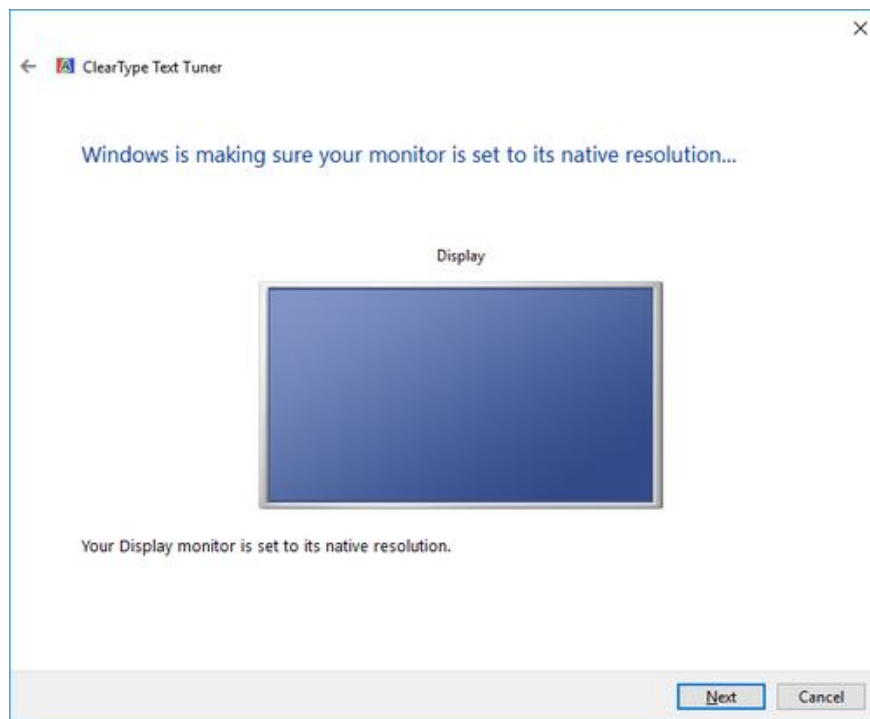 ClearType Text Tuner
Windows is making sure your monitor is set to its native resolution...
Display
Your Display monitor is set to its native resolution.
Next Cancel